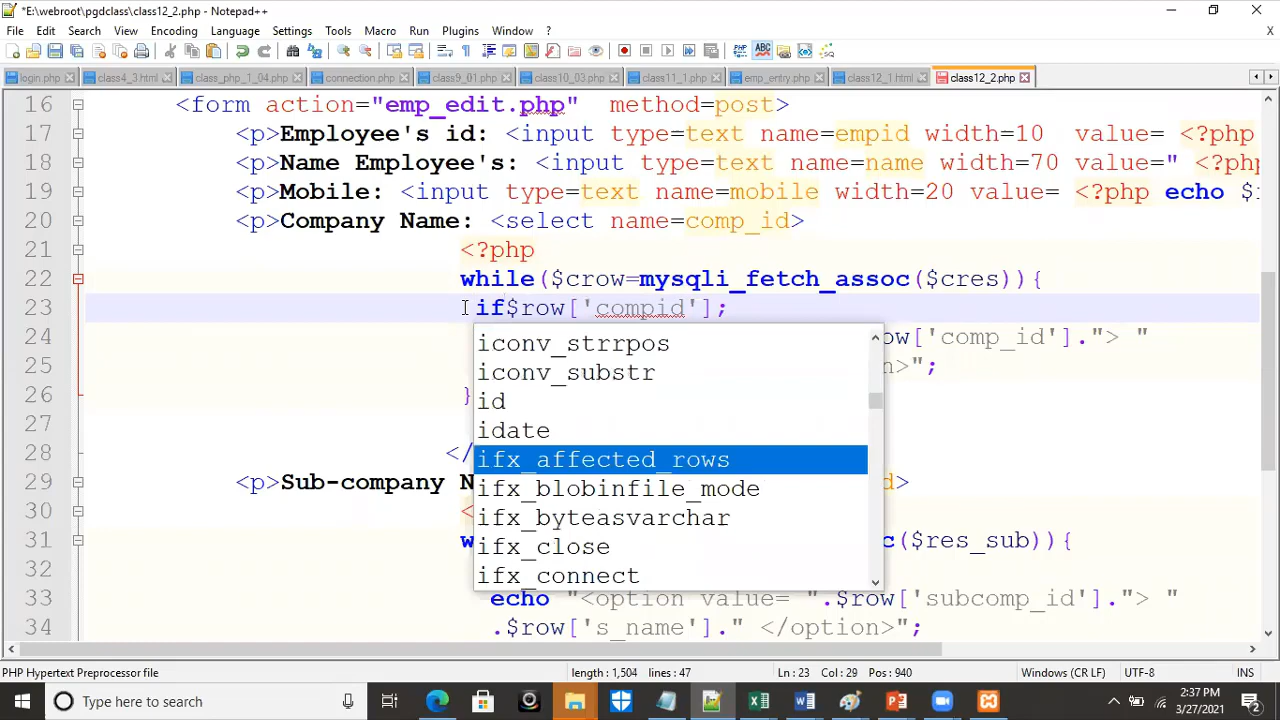 *E:\webroot\pgdclass\class12_2.php - Notepad++
File Edit Search View Encoding Language Settings Tools Macro Run Plugins Window ?
login.php class4_3.html class_php_1_04.php connection.php class9_01.php class10_03.php class11_1.php emp_entry.php class12_1.html class12_2.php
16 <form action="emp_edit.php" method=post>
17 <p>Employee's id: <input type=text name=empid width=10 value= <?php
18 <p>Name Employee's: <input type=text name=name width=70 value=" <?php
19 <p>Mobile: <input type=text name=mobile width=20 value= <?php echo
20 <p>Company Name: <select name=comp_id>
21 <?php
22 while($crow=mysqli_fetch_assoc($cres)){
23 if$row['compid'];
24 ['comp_id']."> "
25 >";
26 }
27
28 </
29 <p>Sub-company >
30 <
31 ($res_sub)){
32
33 echo "<option value= ".$row['subcomp_id']."> "
34 .$row['s_name']." </option>";
iconv_strrpos
iconv_substr
id
idate
ifx_affected_rows
ifx_blobinfile_mode
ifx_byteasvarchar
ifx_close
ifx_connect
PHP Hypertext Preprocessor file length : 1,504 lines : 47 Ln : 23 Col : 29 Pos : 940 Windows (CR LF) UTF-8 INS
Type here to search 2:37 PM
3/27/2021
2